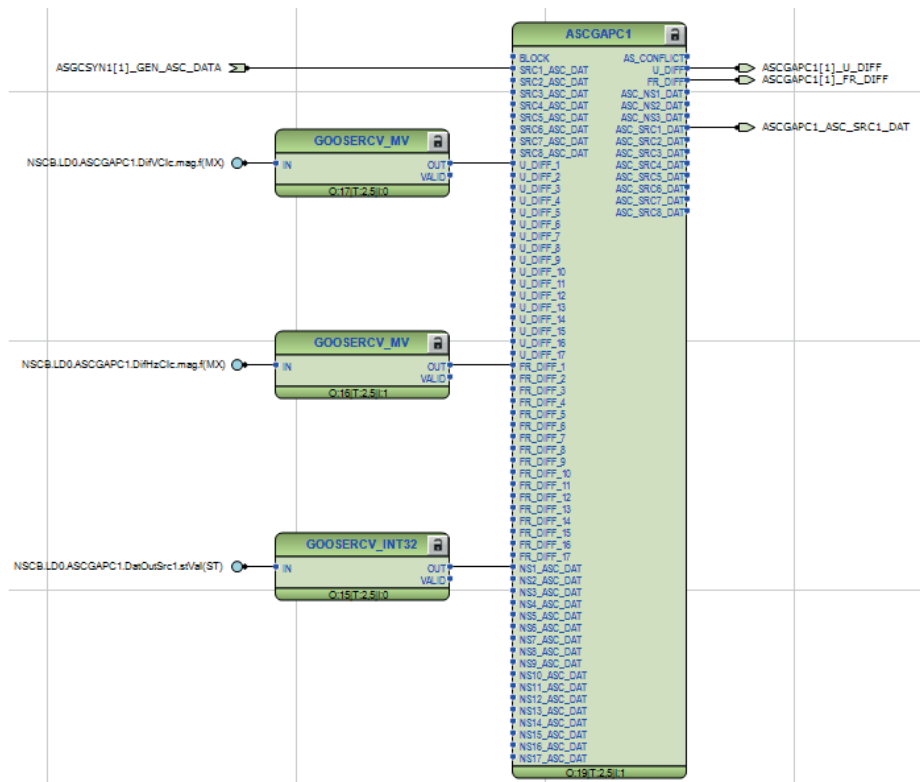 ASCGAPC1
ASGCSYN1[1]_GEN_ASC_DATA
BLOCK
SRC1_ASC_DAT
SRC2_ASC_DAT
SRC3_ASC_DAT
SRC4_ASC_DAT
SRC5_ASC_DAT
SRC6_ASC_DAT
SRC7_ASC_DAT
SRC8_ASC_DAT
U_DIFF_1
U_DIFF_2
U_DIFF_3
U_DIFF_4
U_DIFF_5
U_DIFF_6
U_DIFF_7
U_DIFF_8
U_DIFF_9
U_DIFF_10
U_DIFF_11
U_DIFF_12
U_DIFF_13
U_DIFF_14
U_DIFF_15
U_DIFF_16
U_DIFF_17
FR_DIFF_1
FR_DIFF_2
FR_DIFF_3
FR_DIFF_4
FR_DIFF_5
FR_DIFF_6
FR_DIFF_7
FR_DIFF_8
FR_DIFF_9
FR_DIFF_10
FR_DIFF_11
FR_DIFF_12
FR_DIFF_13
FR_DIFF_14
FR_DIFF_15
FR_DIFF_16
FR_DIFF_17
NS1_ASC_DAT
NS2_ASC_DAT
NS3_ASC_DAT
NS4_ASC_DAT
NS5_ASC_DAT
NS6_ASC_DAT
NS7_ASC_DAT
NS8_ASC_DAT
NS9_ASC_DAT
NS10_ASC_DAT
NS11_ASC_DAT
NS12_ASC_DAT
NS13_ASC_DAT
NS14_ASC_DAT
NS15_ASC_DAT
NS16_ASC_DAT
NS17_ASC_DAT
AS_CONFLICT
U_DIFF
FR_DIFF
ASC_NS1_DAT
ASC_NS2_DAT
ASC_NS3_DAT
ASC_SRC1_DAT
ASC_SRC2_DAT
ASC_SRC3_DAT
ASC_SRC4_DAT
ASC_SRC5_DAT
ASC_SRC6_DAT
ASC_SRC7_DAT
ASC_SRC8_DAT
O:19|T:2.5|I:1
ASCGAPC1[1]_U_DIFF
ASCGAPC1[1]_FR_DIFF
ASCGAPC1_ASC_SRC1_DAT
GOOSERCV_MV
NSCB.LD0.ASCGAPC1.DifVClc.mag.f(MX)
IN
OUT
VALID
O:17|T:2.5|I:0
GOOSERCV_MV
NSCB.LD0.ASCGAPC1.DifHzClc.mag.f(MX)
IN
OUT
VALID
O:16|T:2.5|I:1
GOOSERCV_INT32
NSCB.LD0.ASCGAPC1.DatOutSrc1.stVal(ST)
IN
OUT
VALID
O:15|T:2.5|I:0